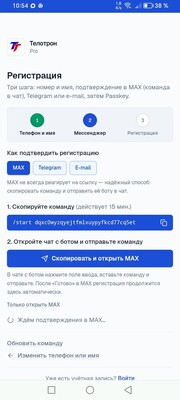 10:54
1,6 KB/s
38 %
Телотрон
Pro
Регистрация
Три шага: номер и имя, подтверждение в MAX (команда
в чат), Telegram или e-mail, затем Passkey.
1
2
3
Телефон и имя
Мессенджер
Регистрация
Как подтвердить регистрацию
MAX
Telegram
E-mail
MAX не всегда реагирует на ссылку — надёжный способ:
скопировать команду и отправить её боту в чат.
1. Скопируйте команду (действует 15 мин.)
2. Откройте чат с ботом и отправьте команду
Скопировать и открыть MAX
В чате с ботом нажмите поле ввода, вставьте команду и
отправьте. После «Готово» в MAX регистрация продолжится
здесь автоматически.
Только открыть MAX
Ждём подтверждения в MAX…
Обновить команду
← Изменить телефон или имя
Уже есть учётная запись? Войти